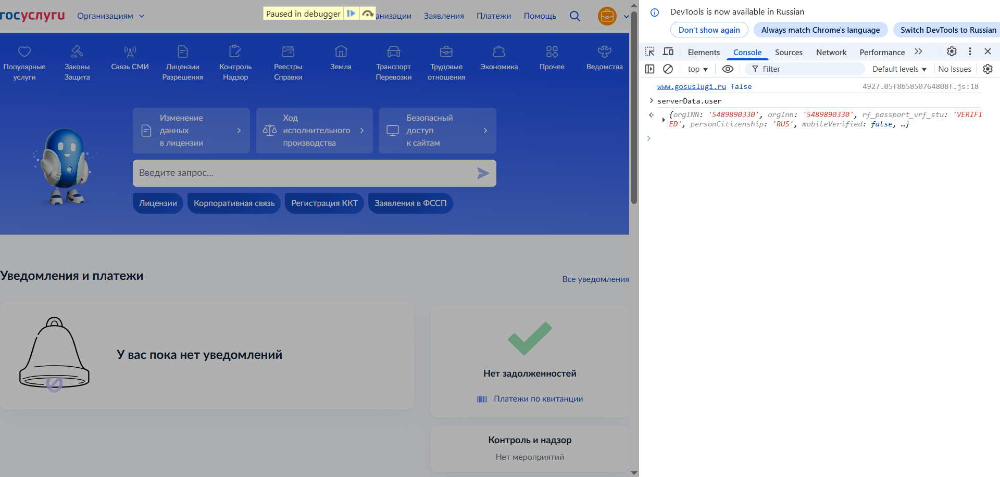 госуслуги
Организациям
Paused in debugger
анизации
Заявления
Платежи
Помощь
Популярные
услуги
Законы
Защита
Связь СМИ
Лицензии
Разрешения
Контроль
Надзор
Реестры
Справки
Земля
Транспорт
Перевозки
Трудовые
отношения
Экономика
Прочее
Ведомства
Изменение
данных
в лицензии
Ход
исполнительного
производства
Безопасный
доступ
к сайтам
Введите запрос...
Лицензии
Корпоративная связь
Регистрация ККТ
Заявления в ФССП
Уведомления и платежи
Все уведомления
У вас пока нет уведомлений
Нет задолженностей
Платежи по квитанции
Контроль и надзор
Нет мероприятий
DevTools is now available in Russian
Don't show again
Always match Chrome's language
Switch DevTools to Russian
Elements
Console
Sources
Network
Performance
top
Filter
Default levels
No Issues
www.gosuslugi.ru false
4927.05f8b5850764808f.js:18
serverData.user
{orgINN: '5489890330', orgInn: '5489890330', rf_passport_vrf_stu: 'VERIFI
ED', personCitizenship: 'RUS', mobileVerified: false, …}